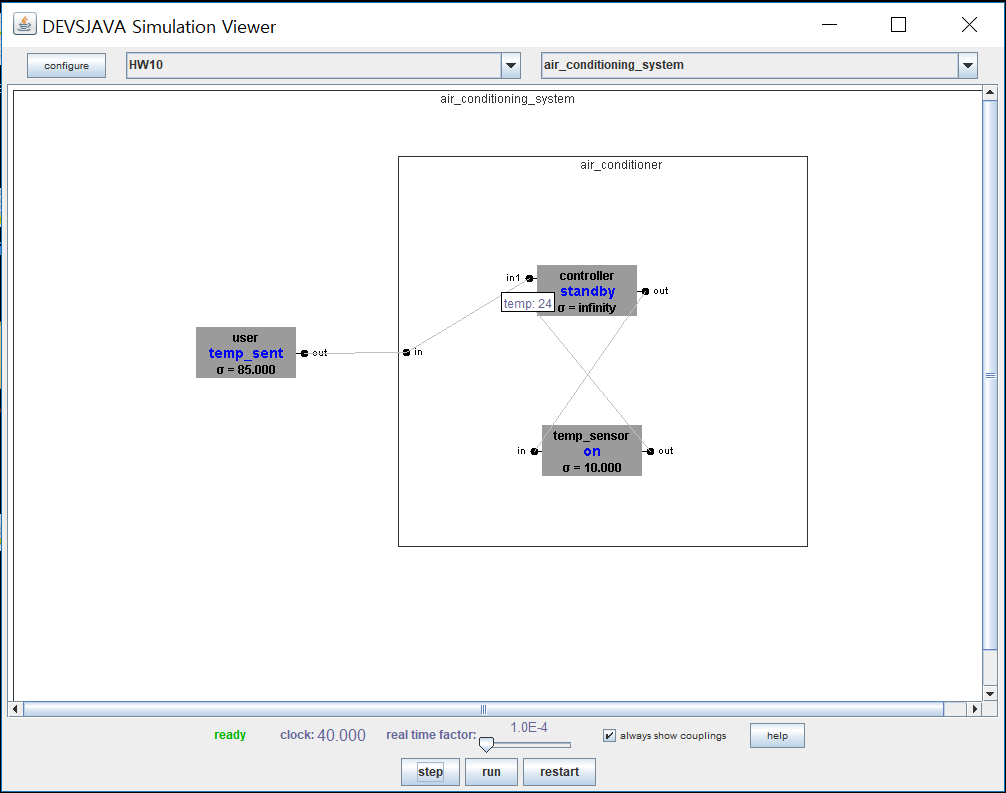 DEVSJAVA Simulation Viewer
configure
HW10
air_conditioning_system
air_conditioning_system
air_conditioner
in1
controller
standby
σ = infinity
out
temp: 24
user
temp_sent
σ = 85.000
out
in
temp_sensor
on
σ = 10.000
in
out
ready
clock: 40.000
real time factor:
1.0E-4
always show couplings
help
step
run
restart